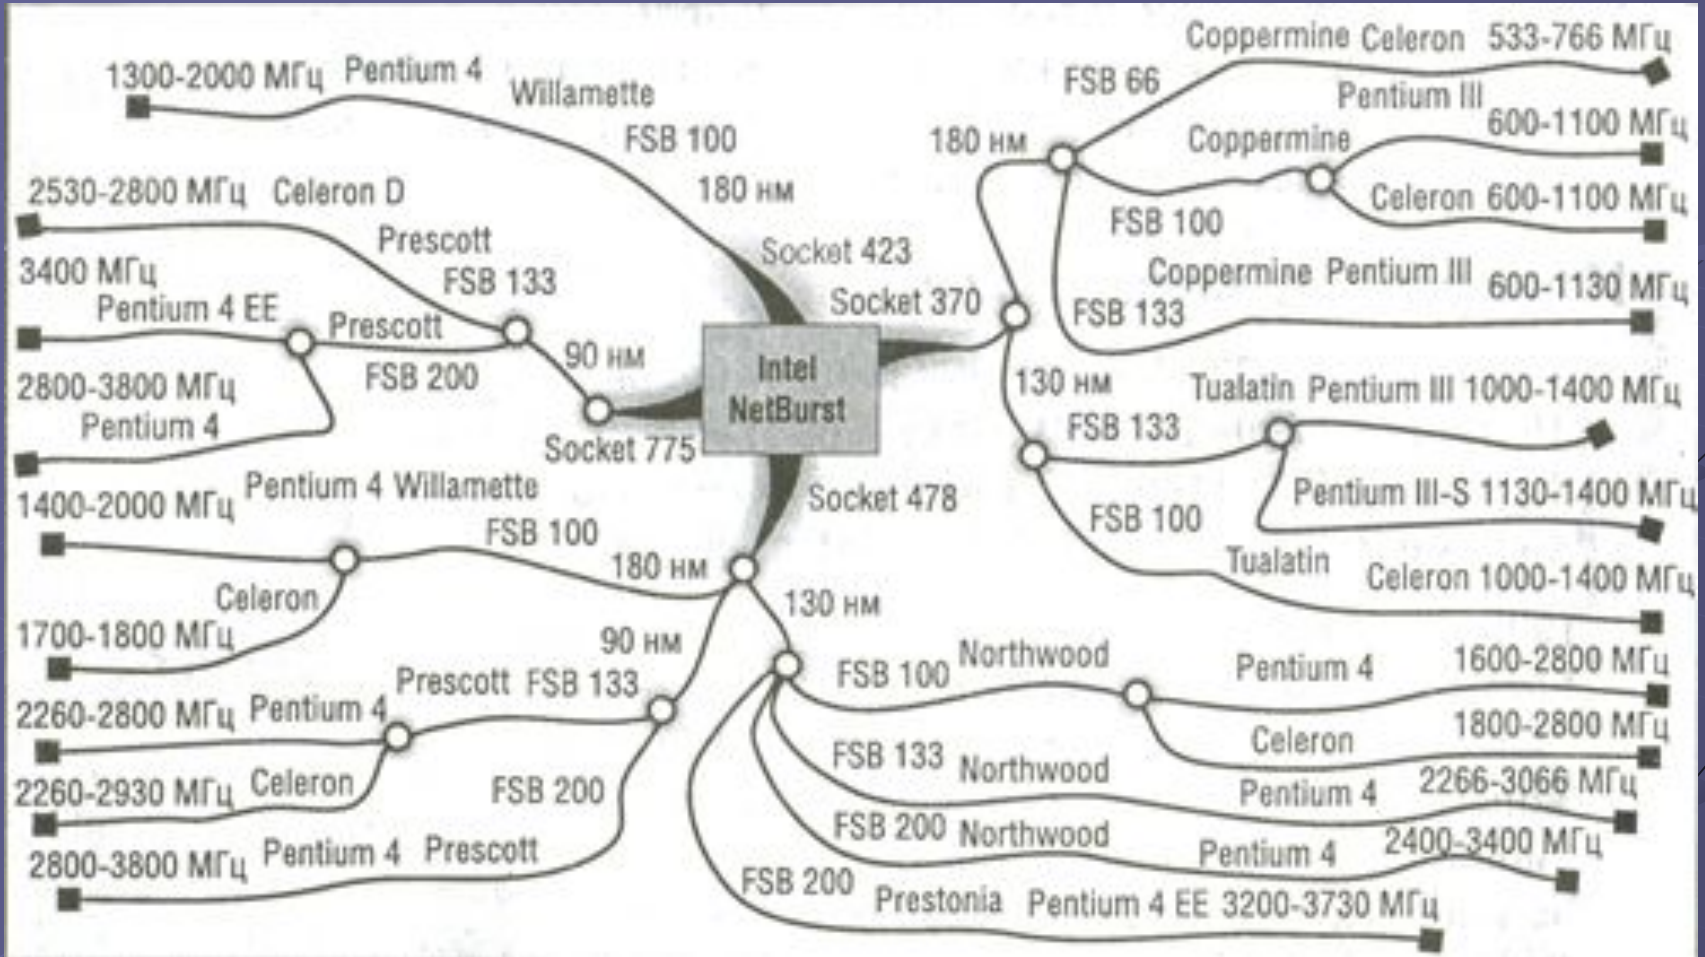 1300-2000 МГц Pentium 4
Willamette
FSB 100
180 нм
Socket 423
2530-2800 МГц Celeron D
Prescott
FSB 133
3400 МГц
Pentium 4 EE
Prescott
FSB 200
90 нм
2800-3800 МГц
Pentium 4
Socket 775
Intel
NetBurst
Coppermine Celeron 533-766 МГц
FSB 66
Pentium III
600-1100 МГц
180 нм
Coppermine
Celeron 600-1100 МГц
FSB 100
Socket 370
Coppermine Pentium III 600-1130 МГц
FSB 133
130 нм
Tualatin Pentium III 1000-1400 МГц
FSB 133
Pentium III-S 1130-1400 МГц
FSB 100
Tualatin
Celeron 1000-1400 МГц
Socket 478
1400-2000 МГц Pentium 4 Willamette
FSB 100
180 нм
Celeron
1700-1800 МГц
90 нм
Prescott FSB 133
2260-2800 МГц Pentium 4
2260-2930 МГц Celeron
FSB 200
2800-3800 МГц Pentium 4 Prescott
130 нм
FSB 100 Northwood
Pentium 4 1600-2800 МГц
Celeron 1800-2800 МГц
FSB 133 Northwood
Pentium 4 2266-3066 МГц
FSB 200 Northwood
Pentium 4 2400-3400 МГц
FSB 200 Prestonia Pentium 4 EE 3200-3730 МГц